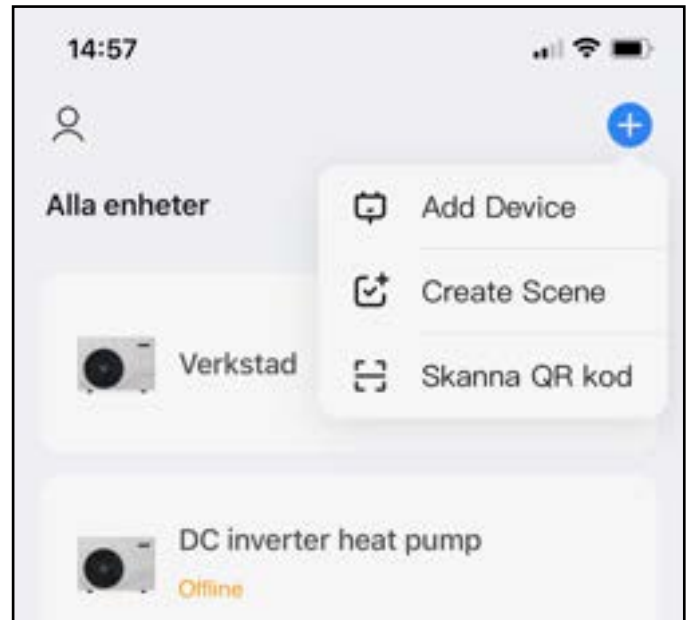 14:57
Alla enheter
Add Device
Create Scene
Skanna QR kod
Verkstad
DC inverter heat pump
Offline